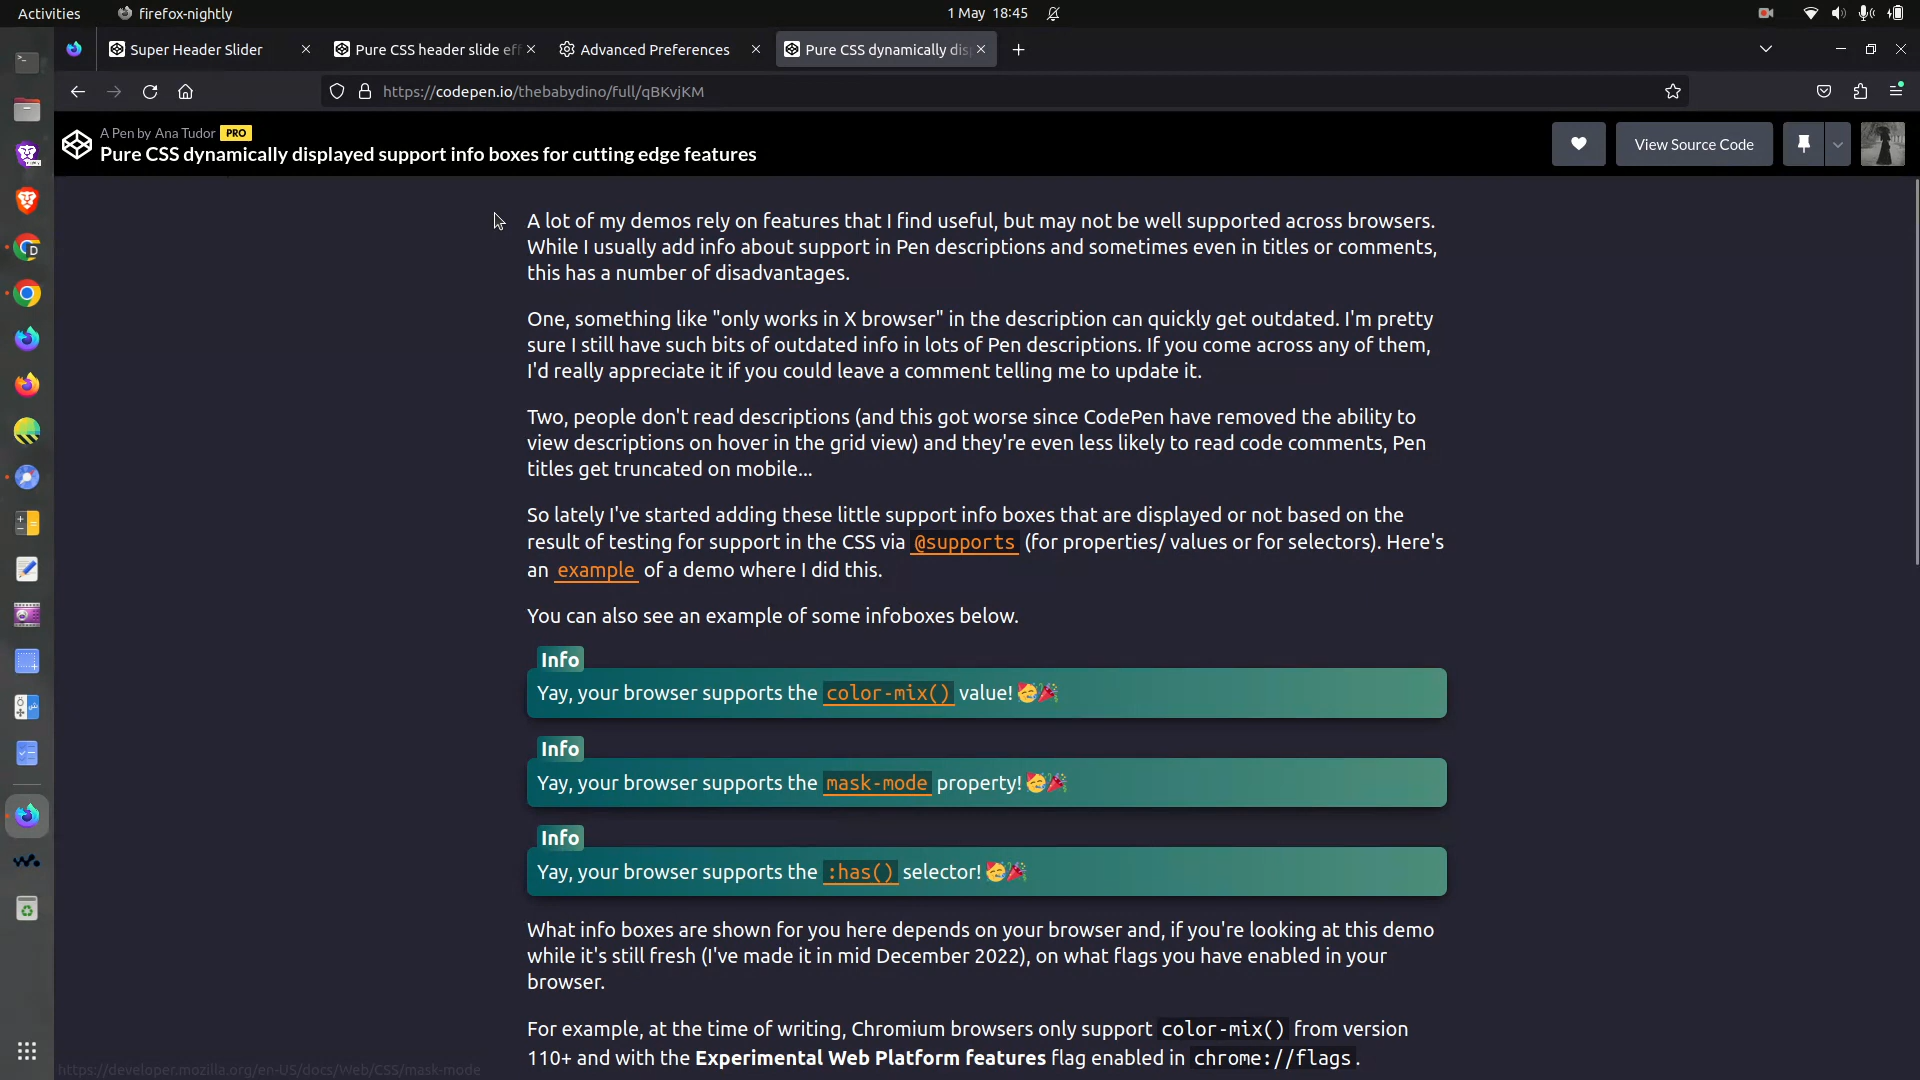 Activities
firefox-nightly
1 May 18:45
Super Header Slider
Pure CSS header slide eff
Advanced Preferences
Pure CSS dynamically dis
https://codepen.io/thebabydino/full/qBKvjKM
A Pen by Ana Tudor PRO
Pure CSS dynamically displayed support info boxes for cutting edge features
View Source Code
A lot of my demos rely on features that I find useful, but may not be well supported across browsers.
While I usually add info about support in Pen descriptions and sometimes even in titles or comments,
this has a number of disadvantages.
One, something like "only works in X browser" in the description can quickly get outdated. I'm pretty
sure I still have such bits of outdated info in lots of Pen descriptions. If you come across any of them,
I'd really appreciate it if you could leave a comment telling me to update it.
Two, people don't read descriptions (and this got worse since CodePen have removed the ability to
view descriptions on hover in the grid view) and they're even less likely to read code comments, Pen
titles get truncated on mobile...
So lately I've started adding these little support info boxes that are displayed or not based on the
result of testing for support in the CSS via @supports (for properties/ values or for selectors). Here's
an example of a demo where I did this.
You can also see an example of some infoboxes below.
Info
Yay, your browser supports the color-mix() value! 🥳🎉
Info
Yay, your browser supports the mask-mode property! 🥳🎉
Info
Yay, your browser supports the :has() selector! 🥳🎉
What info boxes are shown for you here depends on your browser and, if you're looking at this demo
while it's still fresh (I've made it in mid December 2022), on what flags you have enabled in your
browser.
For example, at the time of writing, Chromium browsers only support color-mix() from version
110+ and with the Experimental Web Platform features flag enabled in chrome://flags.
https://developer.mozilla.org/en-US/docs/Web/CSS/mask-mode